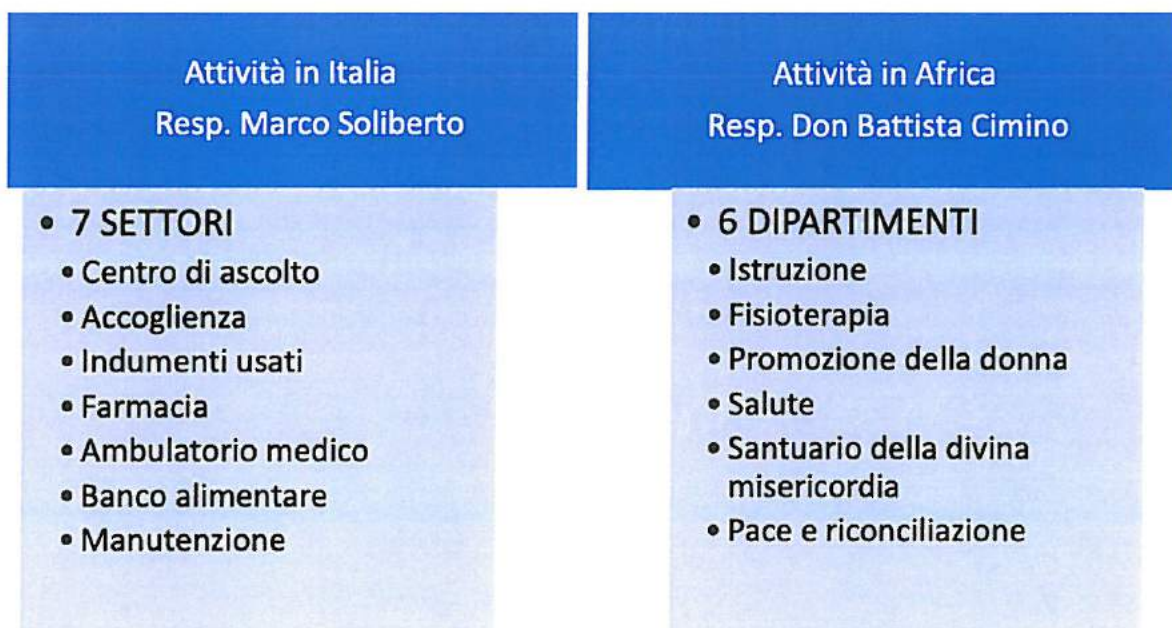 Attività in Italia
Resp. Marco Soliberto
• 7 SETTORI
• Centro di ascolto
• Accoglienza
• Indumenti usati
• Farmacia
• Ambulatorio medico
• Banco alimentare
• Manutenzione
Attività in Africa
Resp. Don Battista Cimino
• 6 DIPARTIMENTI
• Istruzione
• Fisioterapia
• Promozione della donna
• Salute
• Santuario della divina
misericordia
• Pace e riconciliazione